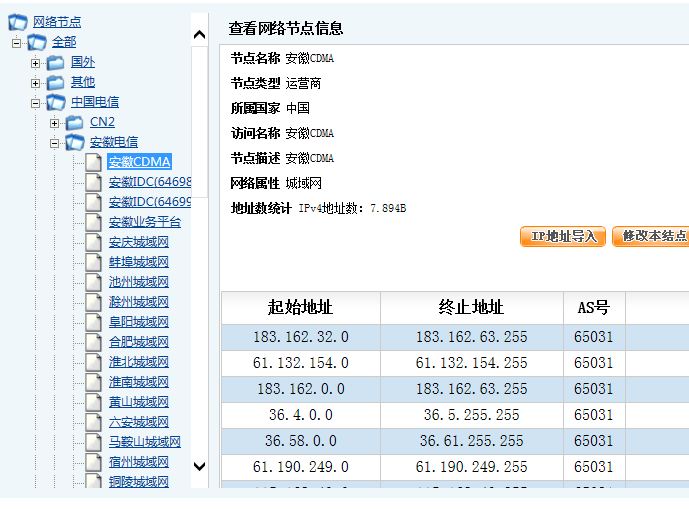 网络节点
全部
国外
其他
中国电信
CN2
安徽电信
安徽CDMA
安徽IDC(64698
安徽IDC(64699
安徽业务平台
安庆城域网
蚌埠城域网
池州城域网
滁州城域网
阜阳城域网
合肥城域网
淮北城域网
淮南城域网
黄山城域网
六安城域网
马鞍山城域网
宿州城域网
铜陵城域网
查看网络节点信息
节点名称 安徽CDMA
节点类型 运营商
所属国家 中国
访问名称 安徽CDMA
节点描述 安徽CDMA
网络属性 城域网
地址数统计 IPv4地址数: 7.894B
IP地址导入 修改本结点
起始地址 终止地址 AS号
183.162.32.0 183.162.63.255 65031
61.132.154.0 61.132.154.255 65031
183.162.0.0 183.162.63.255 65031
36.4.0.0 36.5.255.255 65031
36.58.0.0 36.61.255.255 65031
61.190.249.0 61.190.249.255 65031